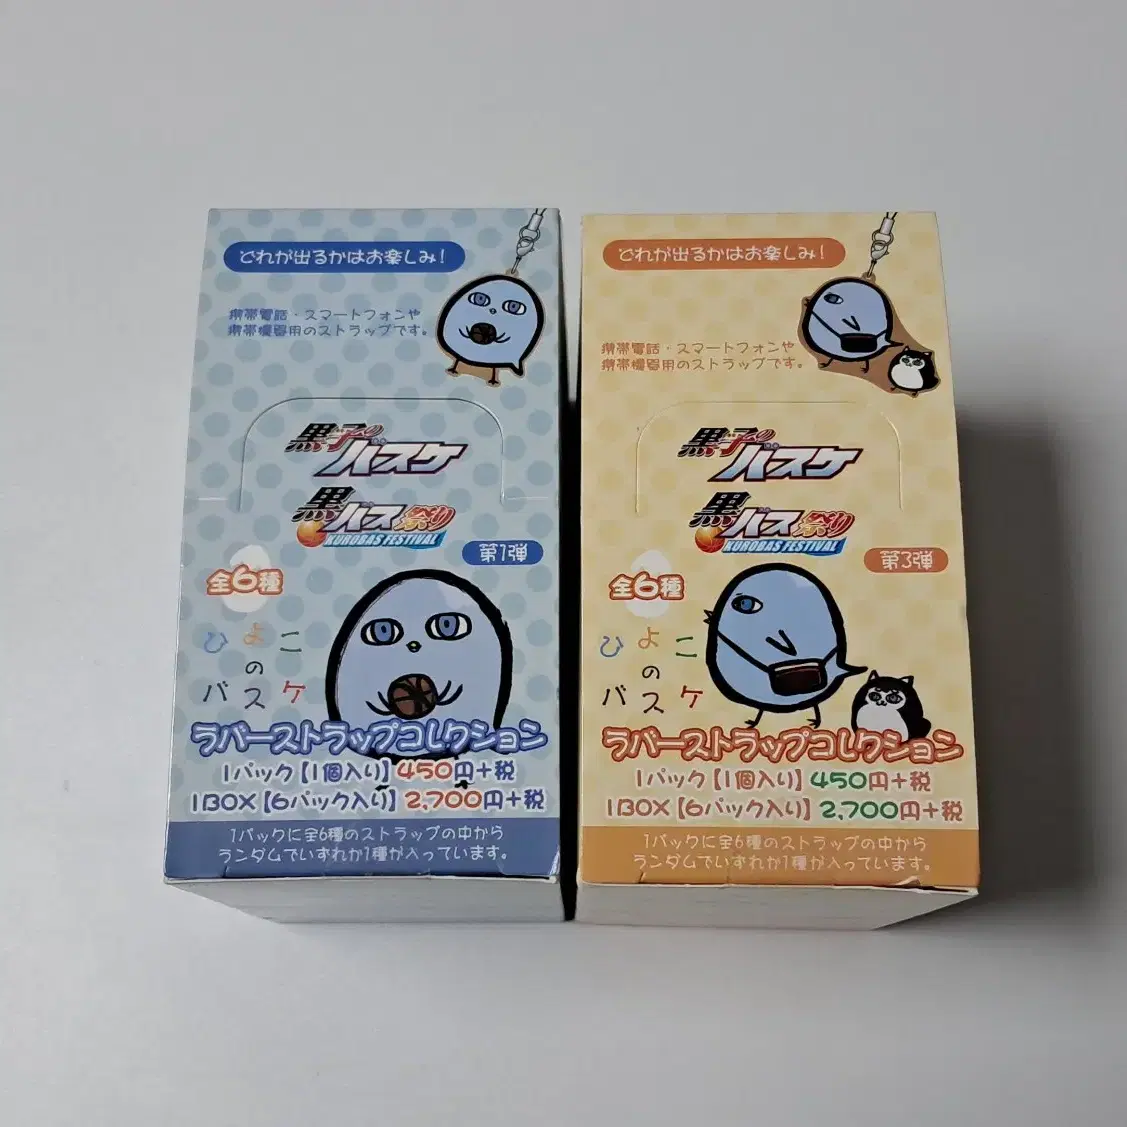 どれが出るかはお楽しみ!
携帯電話・スマートフォンや
携帯機器用のストラップです。
黒子の
バスケ
黒バス祭り
KUROBAS FESTIVAL
第1弾
全6種
ひよこ
の
バスケ
ラバーストラップコレクション
1パック【1個入り】450円+税
1BOX【6パック入り】2,700円+税
1パックに全6種のストラップの中から
ランダムでいずれか1種が入っています。
どれが出るかはお楽しみ!
携帯電話・スマートフォンや
携帯機器用のストラップです。
黒子の
バスケ
黒バス祭り
KUROBAS FESTIVAL
第3弾
全6種
ひよこ
の
バスケ
ラバーストラップコレクション
1パック【1個入り】450円+税
1BOX【6パック入り】2,700円+税
1パックに全6種のストラップの中から
ランダムでいずれか1種が入っています。